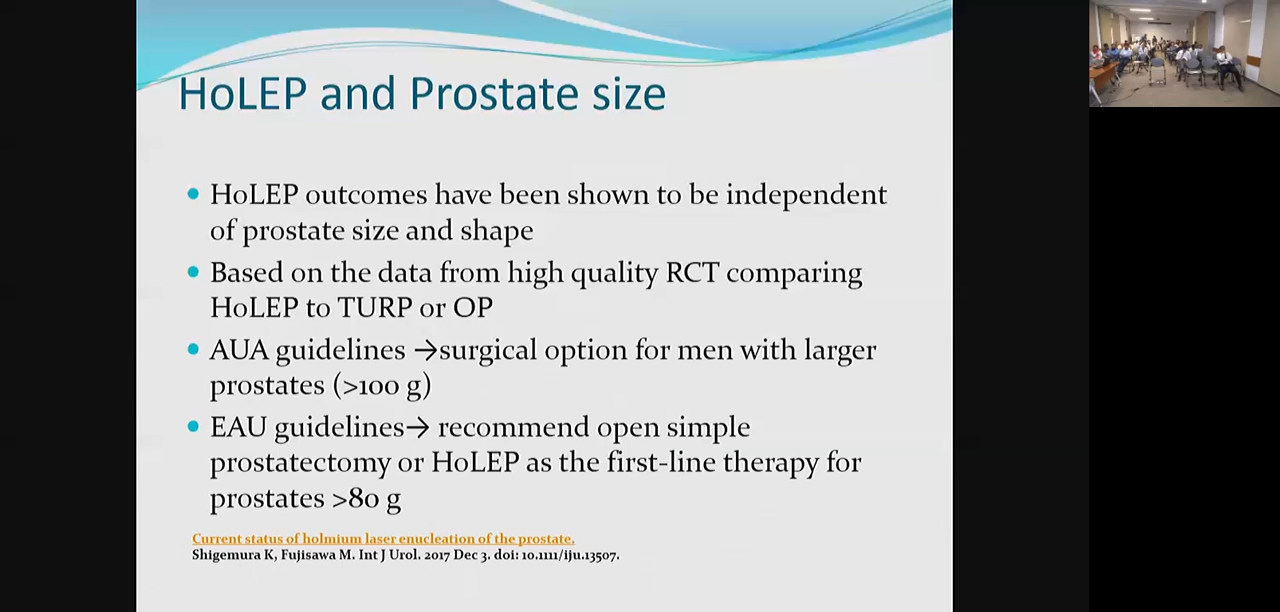 HoLEP and Prostate size
• HoLEP outcomes have been shown to be independent
of prostate size and shape
• Based on the data from high quality RCT comparing
HoLEP to TURP or OP
• AUA guidelines →surgical option for men with larger
prostates (>100 g)
• EAU guidelines→ recommend open simple
prostatectomy or HoLEP as the first-line therapy for
prostates >80 g
Current status of holmium laser enucleation of the prostate.
Shigemura K, Fujisawa M. Int J Urol. 2017 Dec 3. doi: 10.1111/iju.13507.